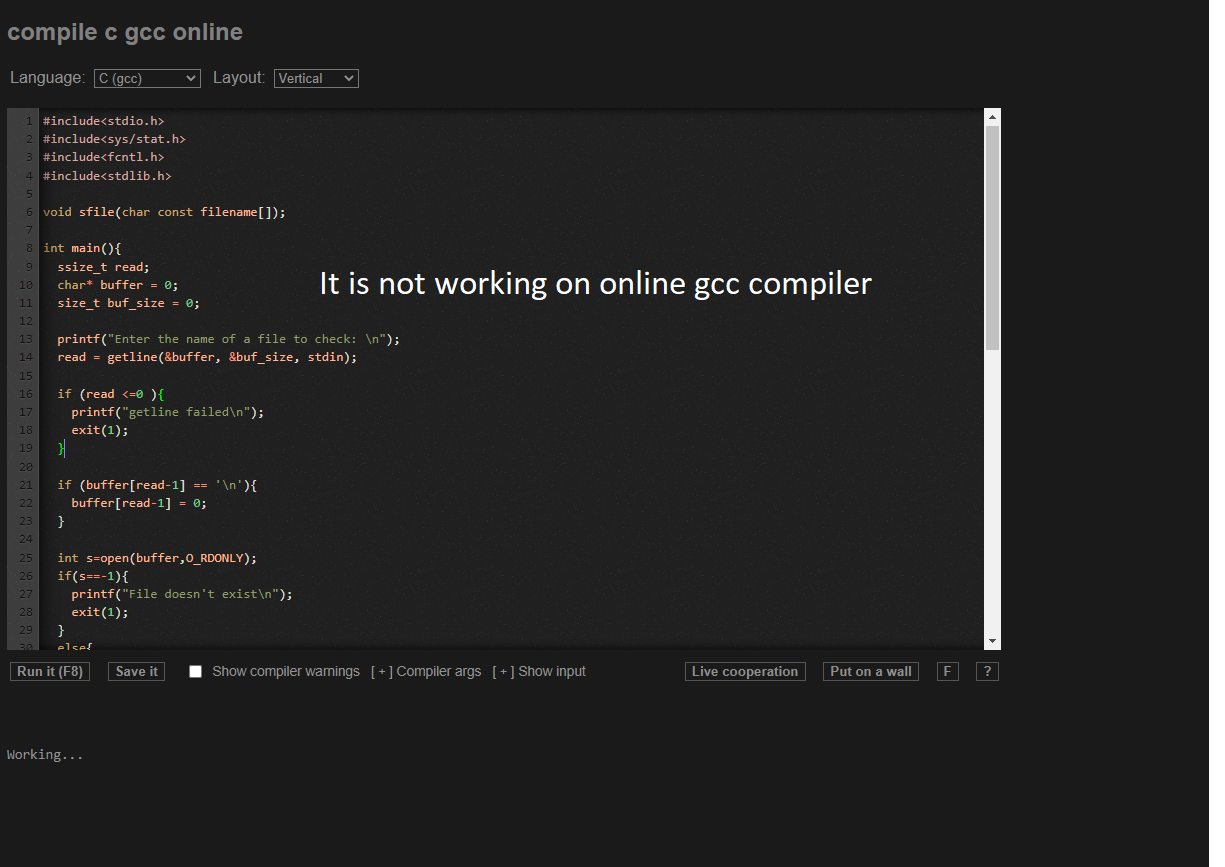 compile c gcc online
Language: C (gcc) Layout: Vertical
1 #include<stdio.h>
2 #include<sys/stat.h>
3 #include<fcntl.h>
4 #include<stdlib.h>
5
6 void sfile(char const filename[]);
7
8 int main(){
9 ssize_t read;
10 char* buffer = 0;
11 size_t buf_size = 0;
It is not working on online gcc compiler
12
13 printf("Enter the name of a file to check: \n");
14 read = getline(&buffer, &buf_size, stdin);
15
16 if (read <=0 ){
17 printf("getline failed\n");
18 exit(1);
19 }
20
21 if (buffer[read-1] == '\n'){
22 buffer[read-1] = 0;
23 }
24
25 int s=open(buffer,O_RDONLY);
26 if(s==-1){
27 printf("File doesn't exist\n");
28 exit(1);
29 }
30 else{
Run it (F8) Save it Show compiler warnings [ + ] Compiler args [ + ] Show input Live cooperation Put on a wall F ?
Working...